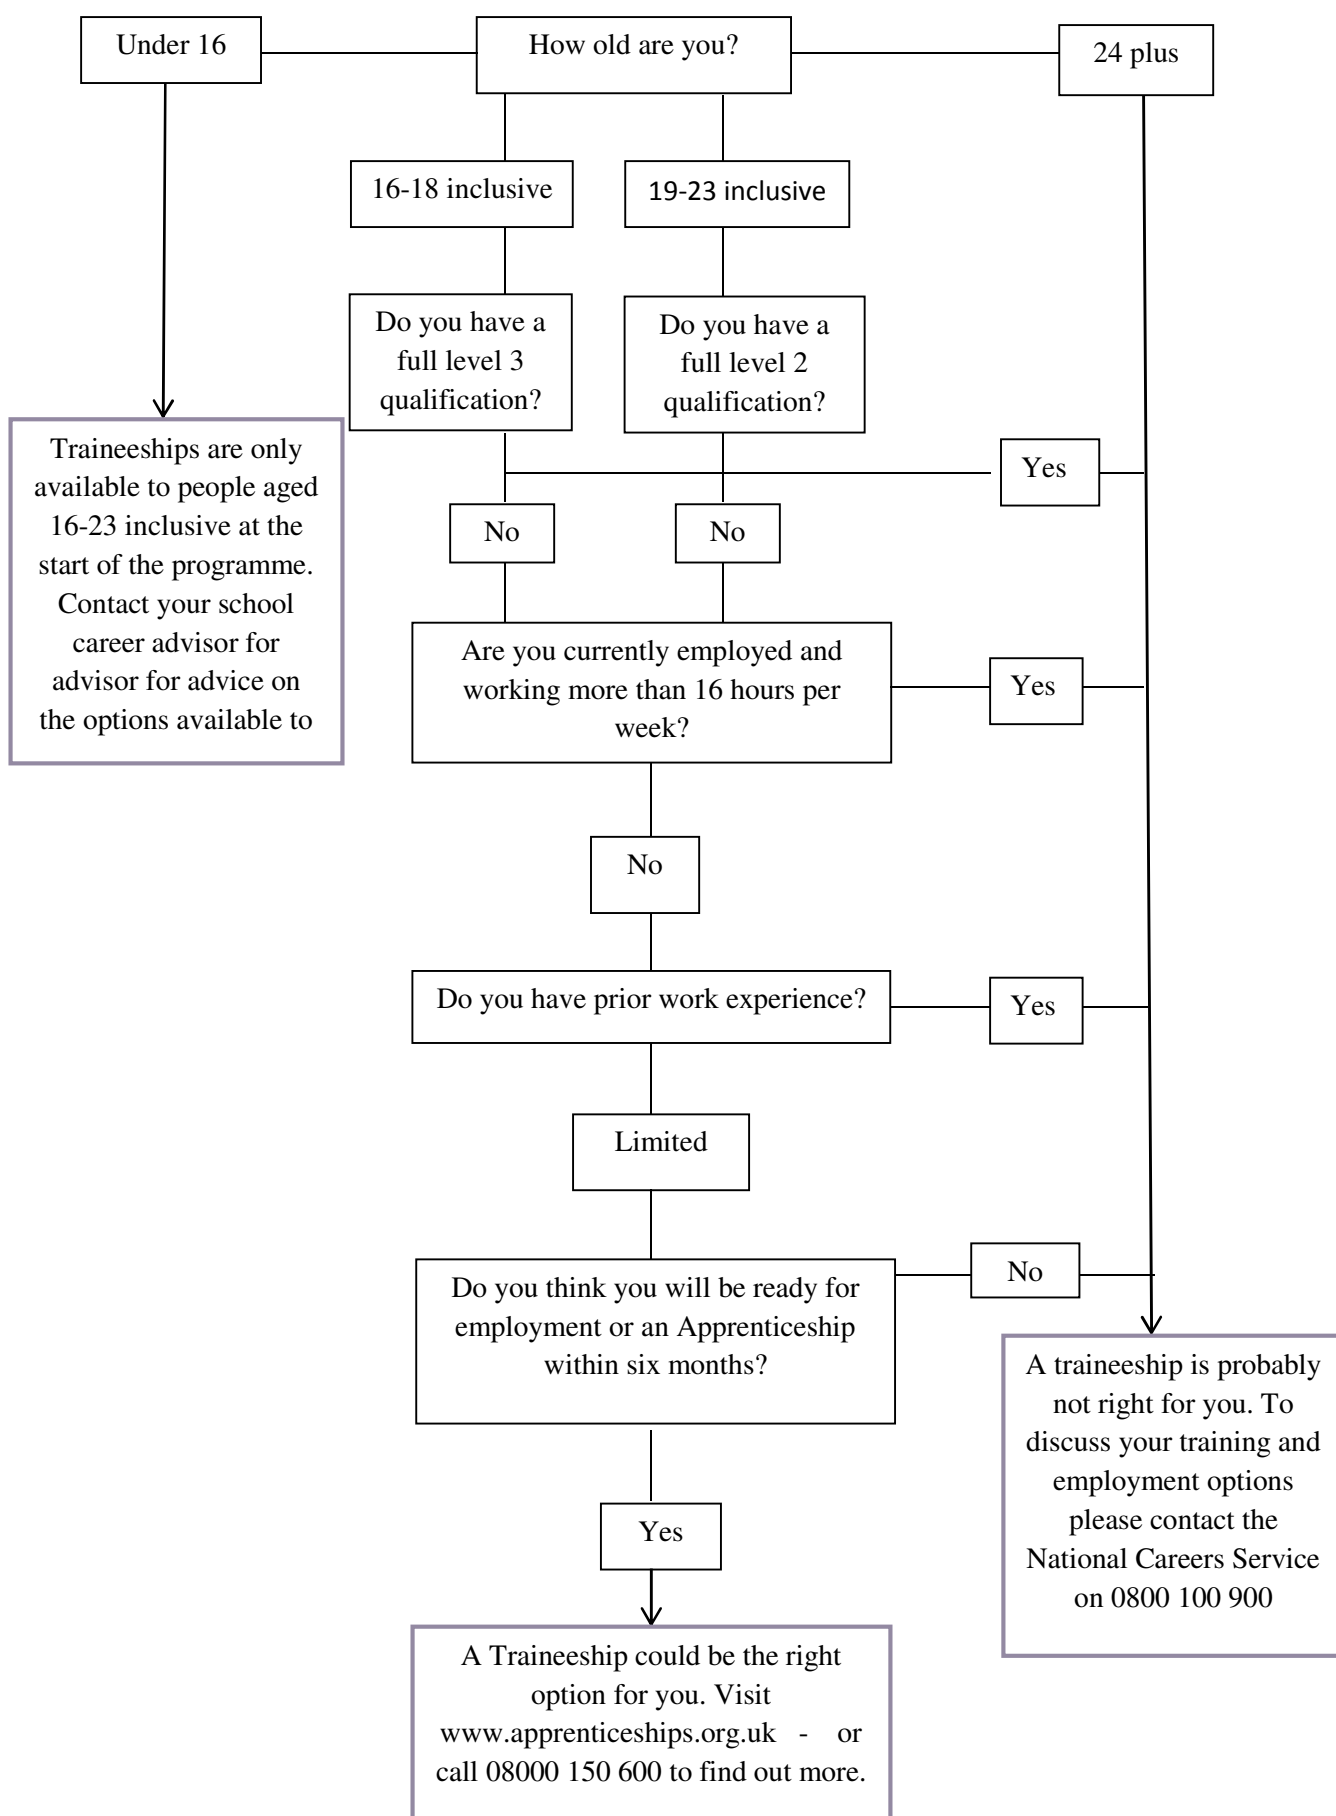 Under 16
How old are you?
24 plus
16-18 inclusive
19-23 inclusive
Do you have a
full level 3
qualification?
Do you have a
full level 2
qualification?
Traineeships are only
available to people aged
16-23 inclusive at the
start of the programme.
Contact your school
career advisor for
advisor for advice on
the options available to
Yes
No
No
Are you currently employed and
working more than 16 hours per
week?
Yes
No
Do you have prior work experience?
Yes
Limited
Do you think you will be ready for
employment or an Apprenticeship
within six months?
No
A traineeship is probably
not right for you. To
discuss your training and
employment options
please contact the
National Careers Service
on 0800 100 900
Yes
A Traineeship could be the right
option for you. Visit
www.apprenticeships.org.uk - or
call 08000 150 600 to find out more.